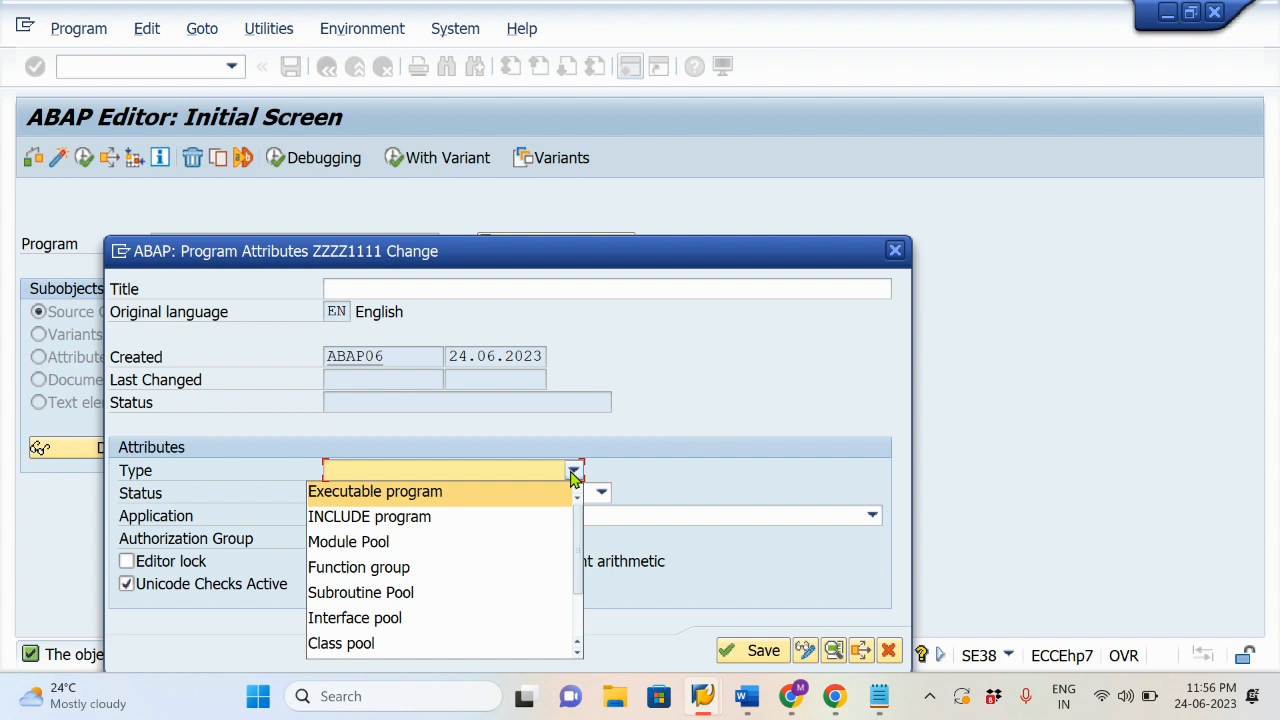 Program Edit Goto Utilities Environment System Help
ABAP Editor: Initial Screen
Debugging With Variant Variants
Program
ABAP: Program Attributes ZZZZ1111 Change
Subobjects
Title
Source
Original language EN English
Variants
Attribute
Created ABAP06 24.06.2023
Docume
Last Changed
Text ele
Status
D
Attributes
Type
Executable program
Status
INCLUDE program
Application
Module Pool
Authorization Group
Editor lock
Function group
nt arithmetic
Unicode Checks Active
Subroutine Pool
Interface pool
Class pool
Save
The obje
SE38 ECCEhp7 OVR
24°C
Mostly cloudy
Search
M
ENG
IN
11:56 PM
24-06-2023